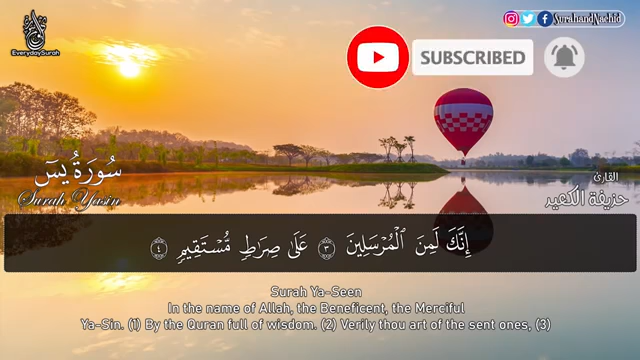 EverydaySurah
SurahandNashid
SUBSCRIBED
سُورَةُ يسٓ
Surah Yasin
القارئ
حزيفة الكعيد
إِنَّكَ لَمِنَ ٱلْمُرْسَلِينَ ﴿٣﴾ عَلَىٰ صِرَٰطٍ مُّسْتَقِيمٍ ﴿٤﴾
Surah Ya-Seen
In the name of Allah, the Beneficent, the Merciful
Ya-Sin. (1) By the Quran full of wisdom. (2) Verily thou art of the sent ones, (3)